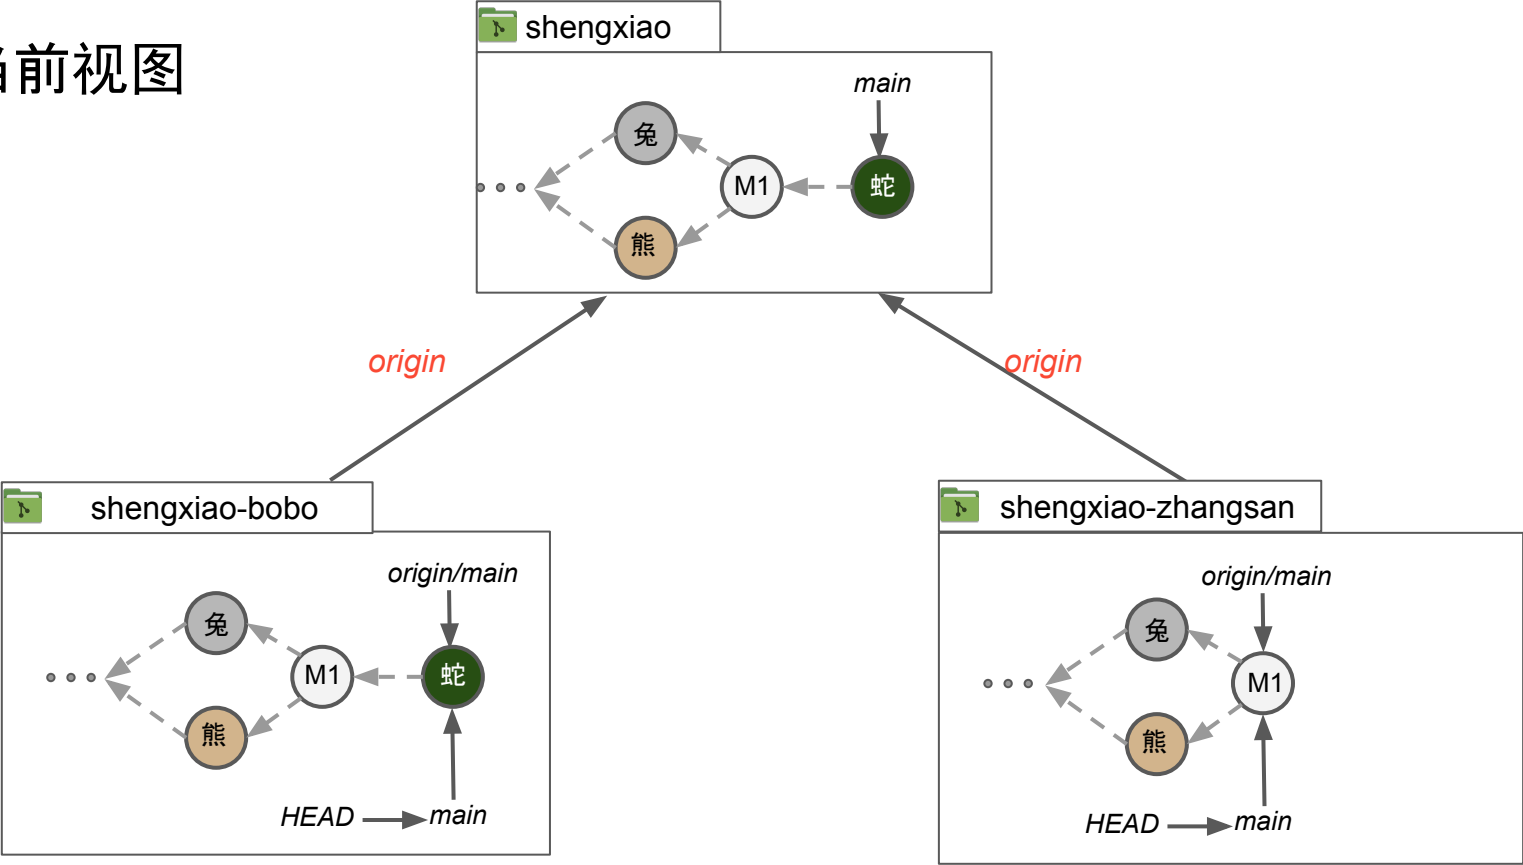 前视图
shengxiao
main
兔
M1
蛇
熊
origin
origin
shengxiao-bobo
origin/main
兔
M1
蛇
熊
HEAD
main
shengxiao-zhangsan
origin/main
兔
M1
熊
HEAD
main